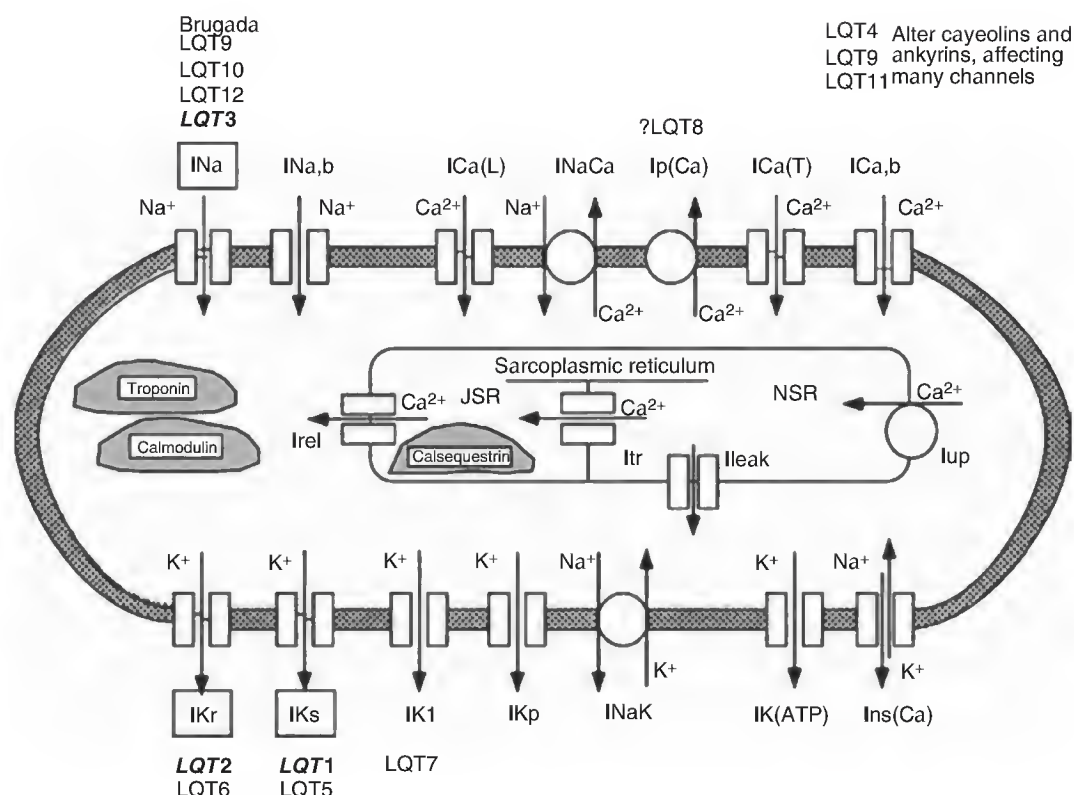 Brugada
LQT9
LQT10
LQT12
LQT3
LQT4 Alter cayeolins and
LQT9 ankyrins, affecting
LQT11 many channels
?LQT8
INa INa,b ICa(L) INaCa Ip(Ca) ICa(T) ICa,b
Na⁺ Na⁺ Ca²⁺ Na⁺ Ca²⁺ Ca²⁺
Ca²⁺ Ca²⁺
Sarcoplasmic reticulum
Troponin JSR NSR
Ca²⁺ Ca²⁺ Ca²⁺
Irel
Calmodulin Calsequestrin Itr Ileak Iup
K⁺ K⁺ K⁺ K⁺ Na⁺ K⁺ Na⁺
K⁺ K⁺
IKr IKs IK1 IKp INaK IK(ATP) Ins(Ca)
LQT2 LQT1 LQT7
LQT6 LQT5